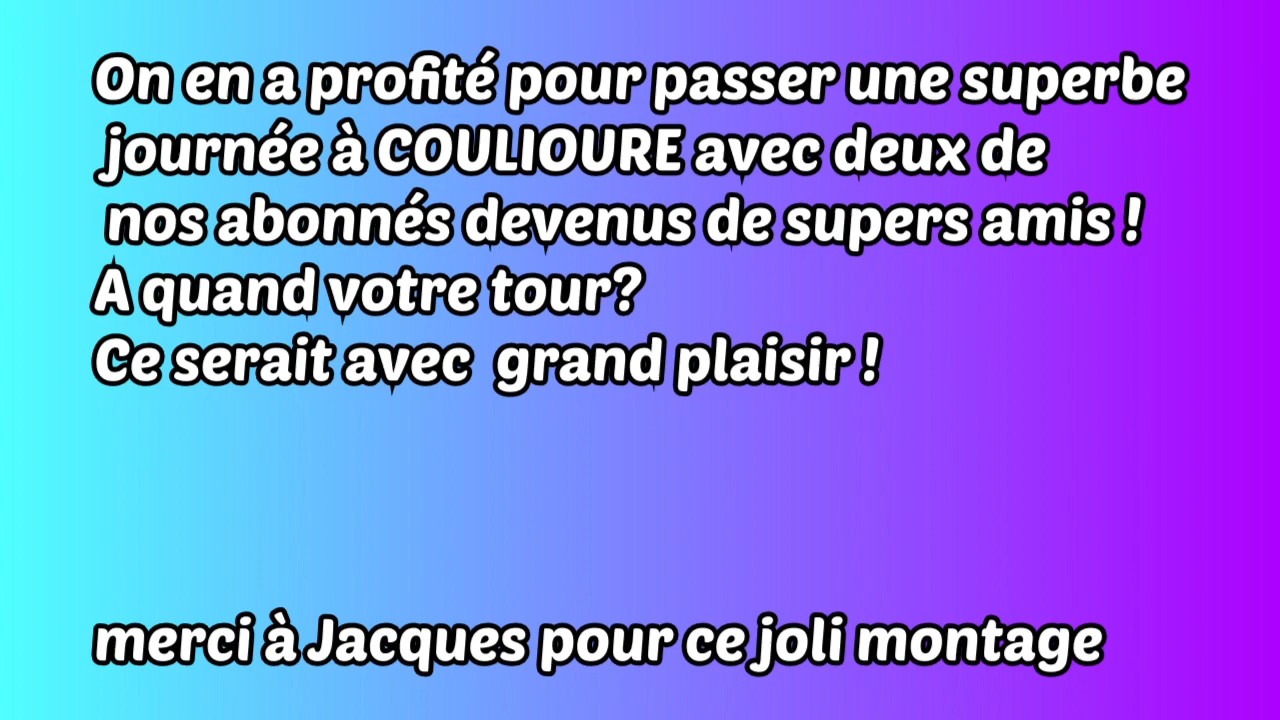 On en a profité pour passer une superbe
journée à COULIOURE avec deux de
nos abonnés devenus de supers amis !
A quand votre tour?
Ce serait avec grand plaisir !
merci à Jacques pour ce joli montage